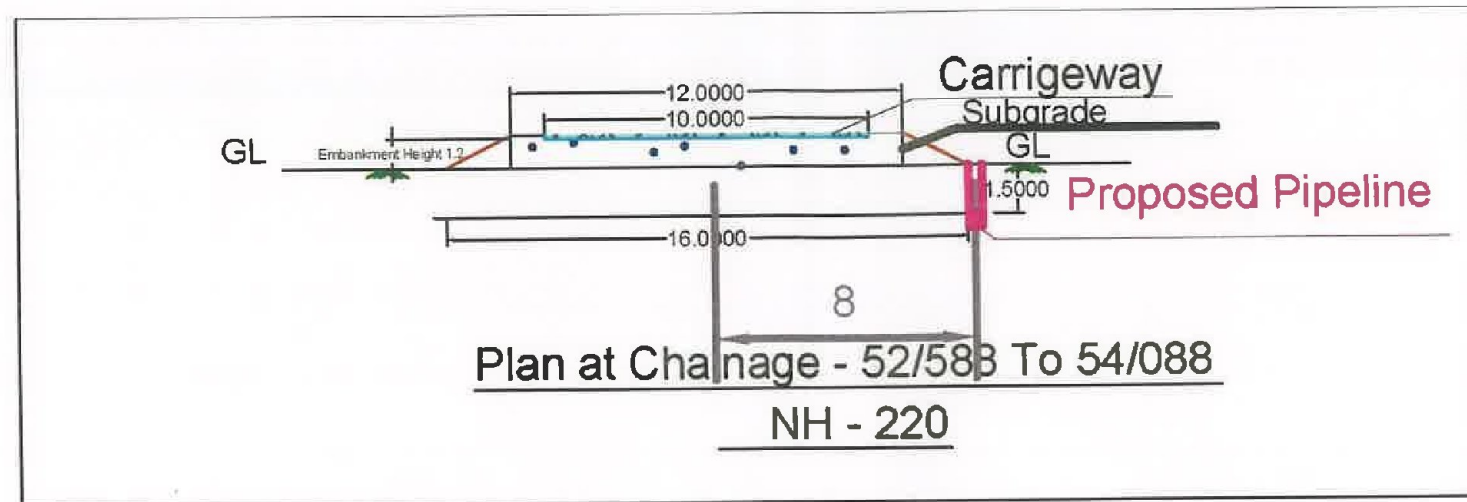 Carrigeway
12.0000
10.0000
Subgrade
GL
Embankment Height 1.2
GL
1.5000
Proposed Pipeline
16.0000
8
Plan at Chainage - 52/588 To 54/088
NH - 220